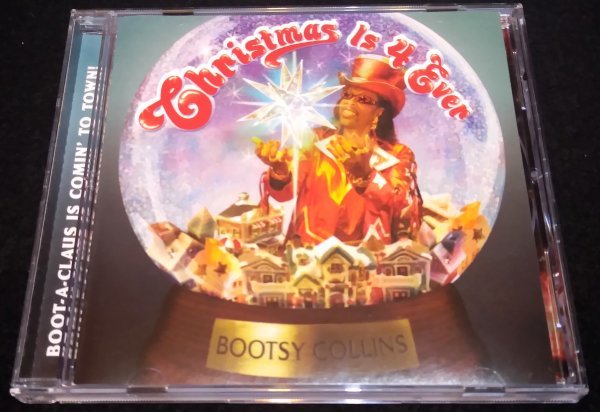 Christmas Is 4 Ever
BOOTSY COLLINS
BOOT-A-CLAUS IS COMIN' TO TOWN!